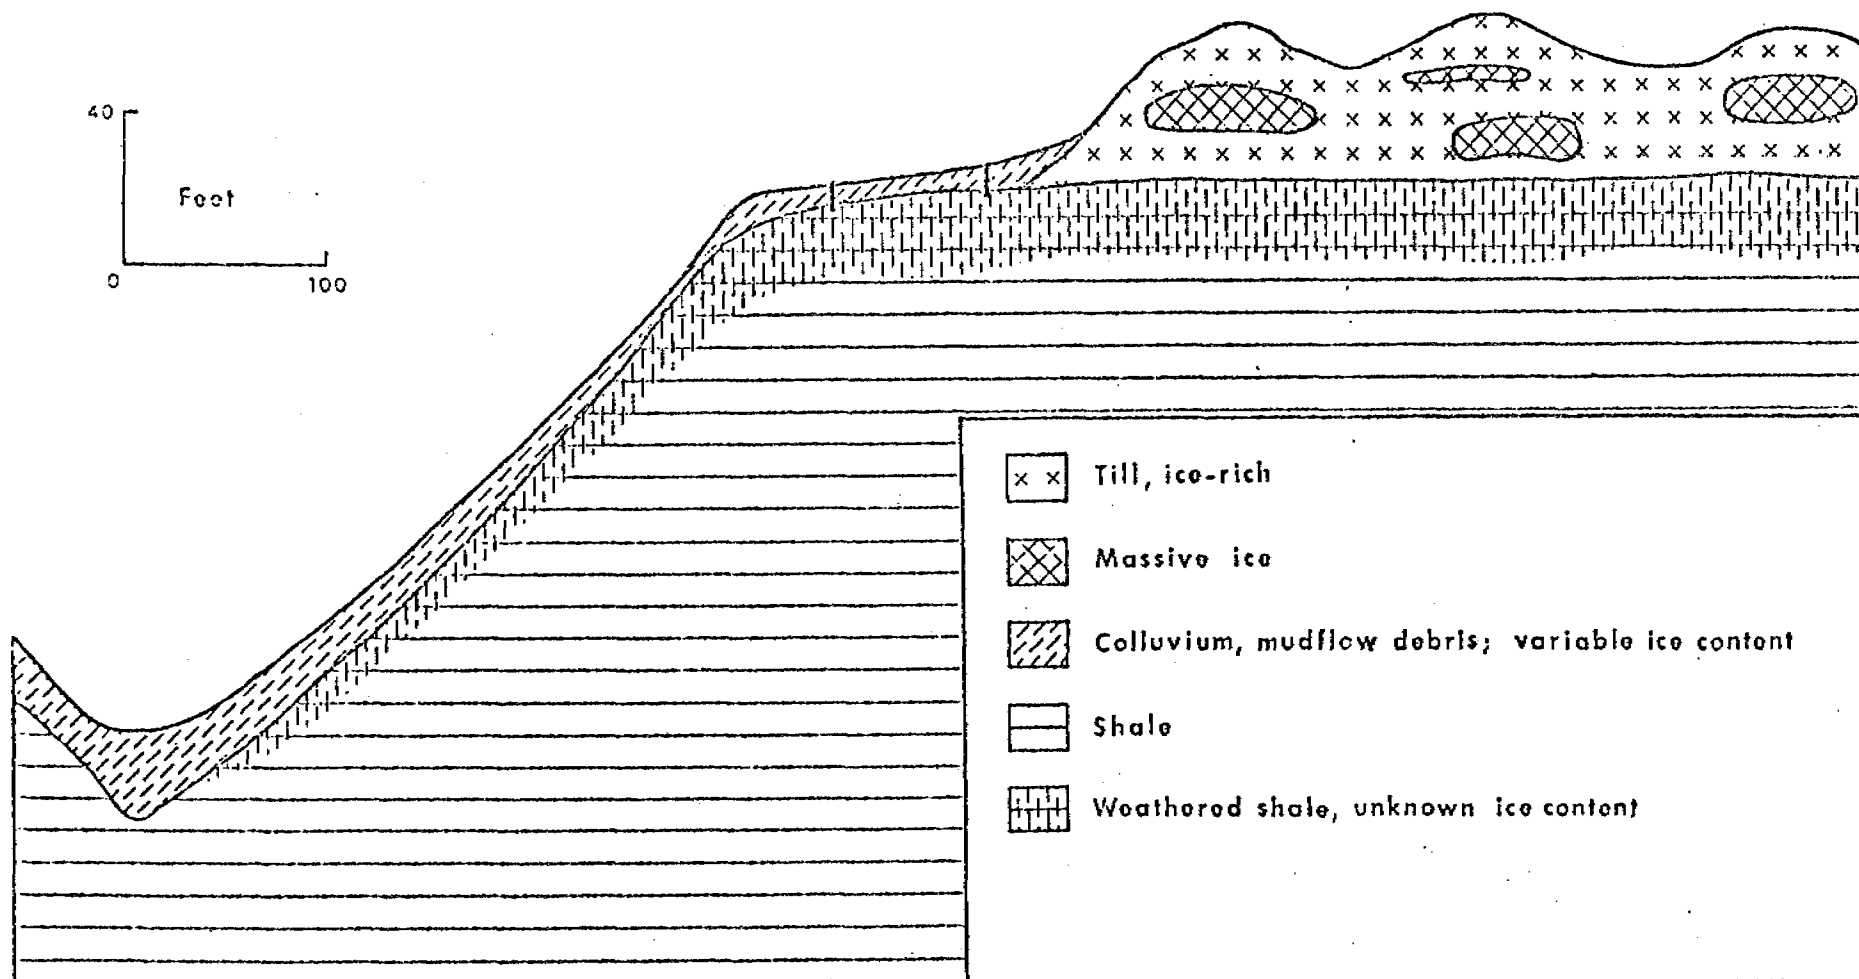 40
Feet
0
100
Till, ice-rich
Massive ice
Colluvium, mudflow debris; variable ice content
Shale
Weathered shale, unknown ice content